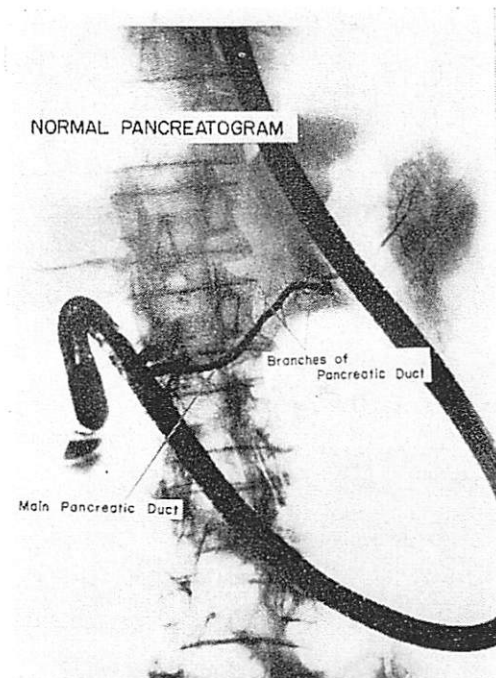 NORMAL PANCREATOGRAM
Branches of
Pancreatic Duct
Main Pancreatic Duct